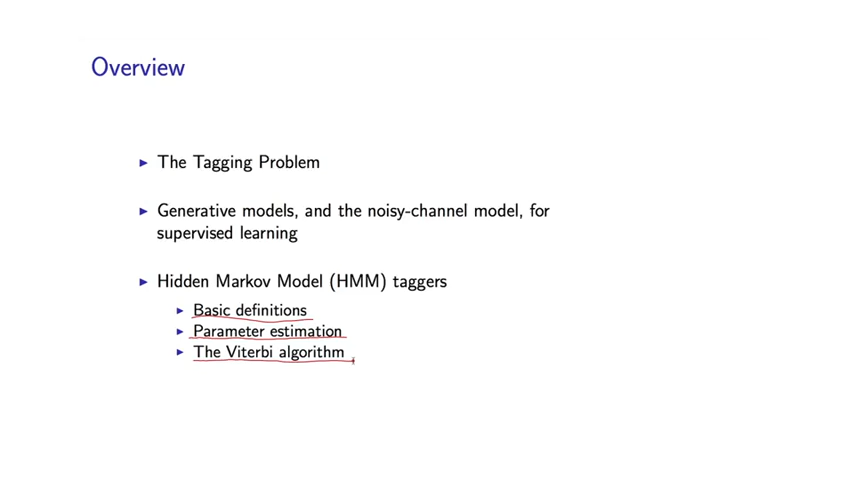 Overview
The Tagging Problem
Generative models, and the noisy-channel model, for
supervised learning
Hidden Markov Model (HMM) taggers
Basic definitions
Parameter estimation
The Viterbi algorithm